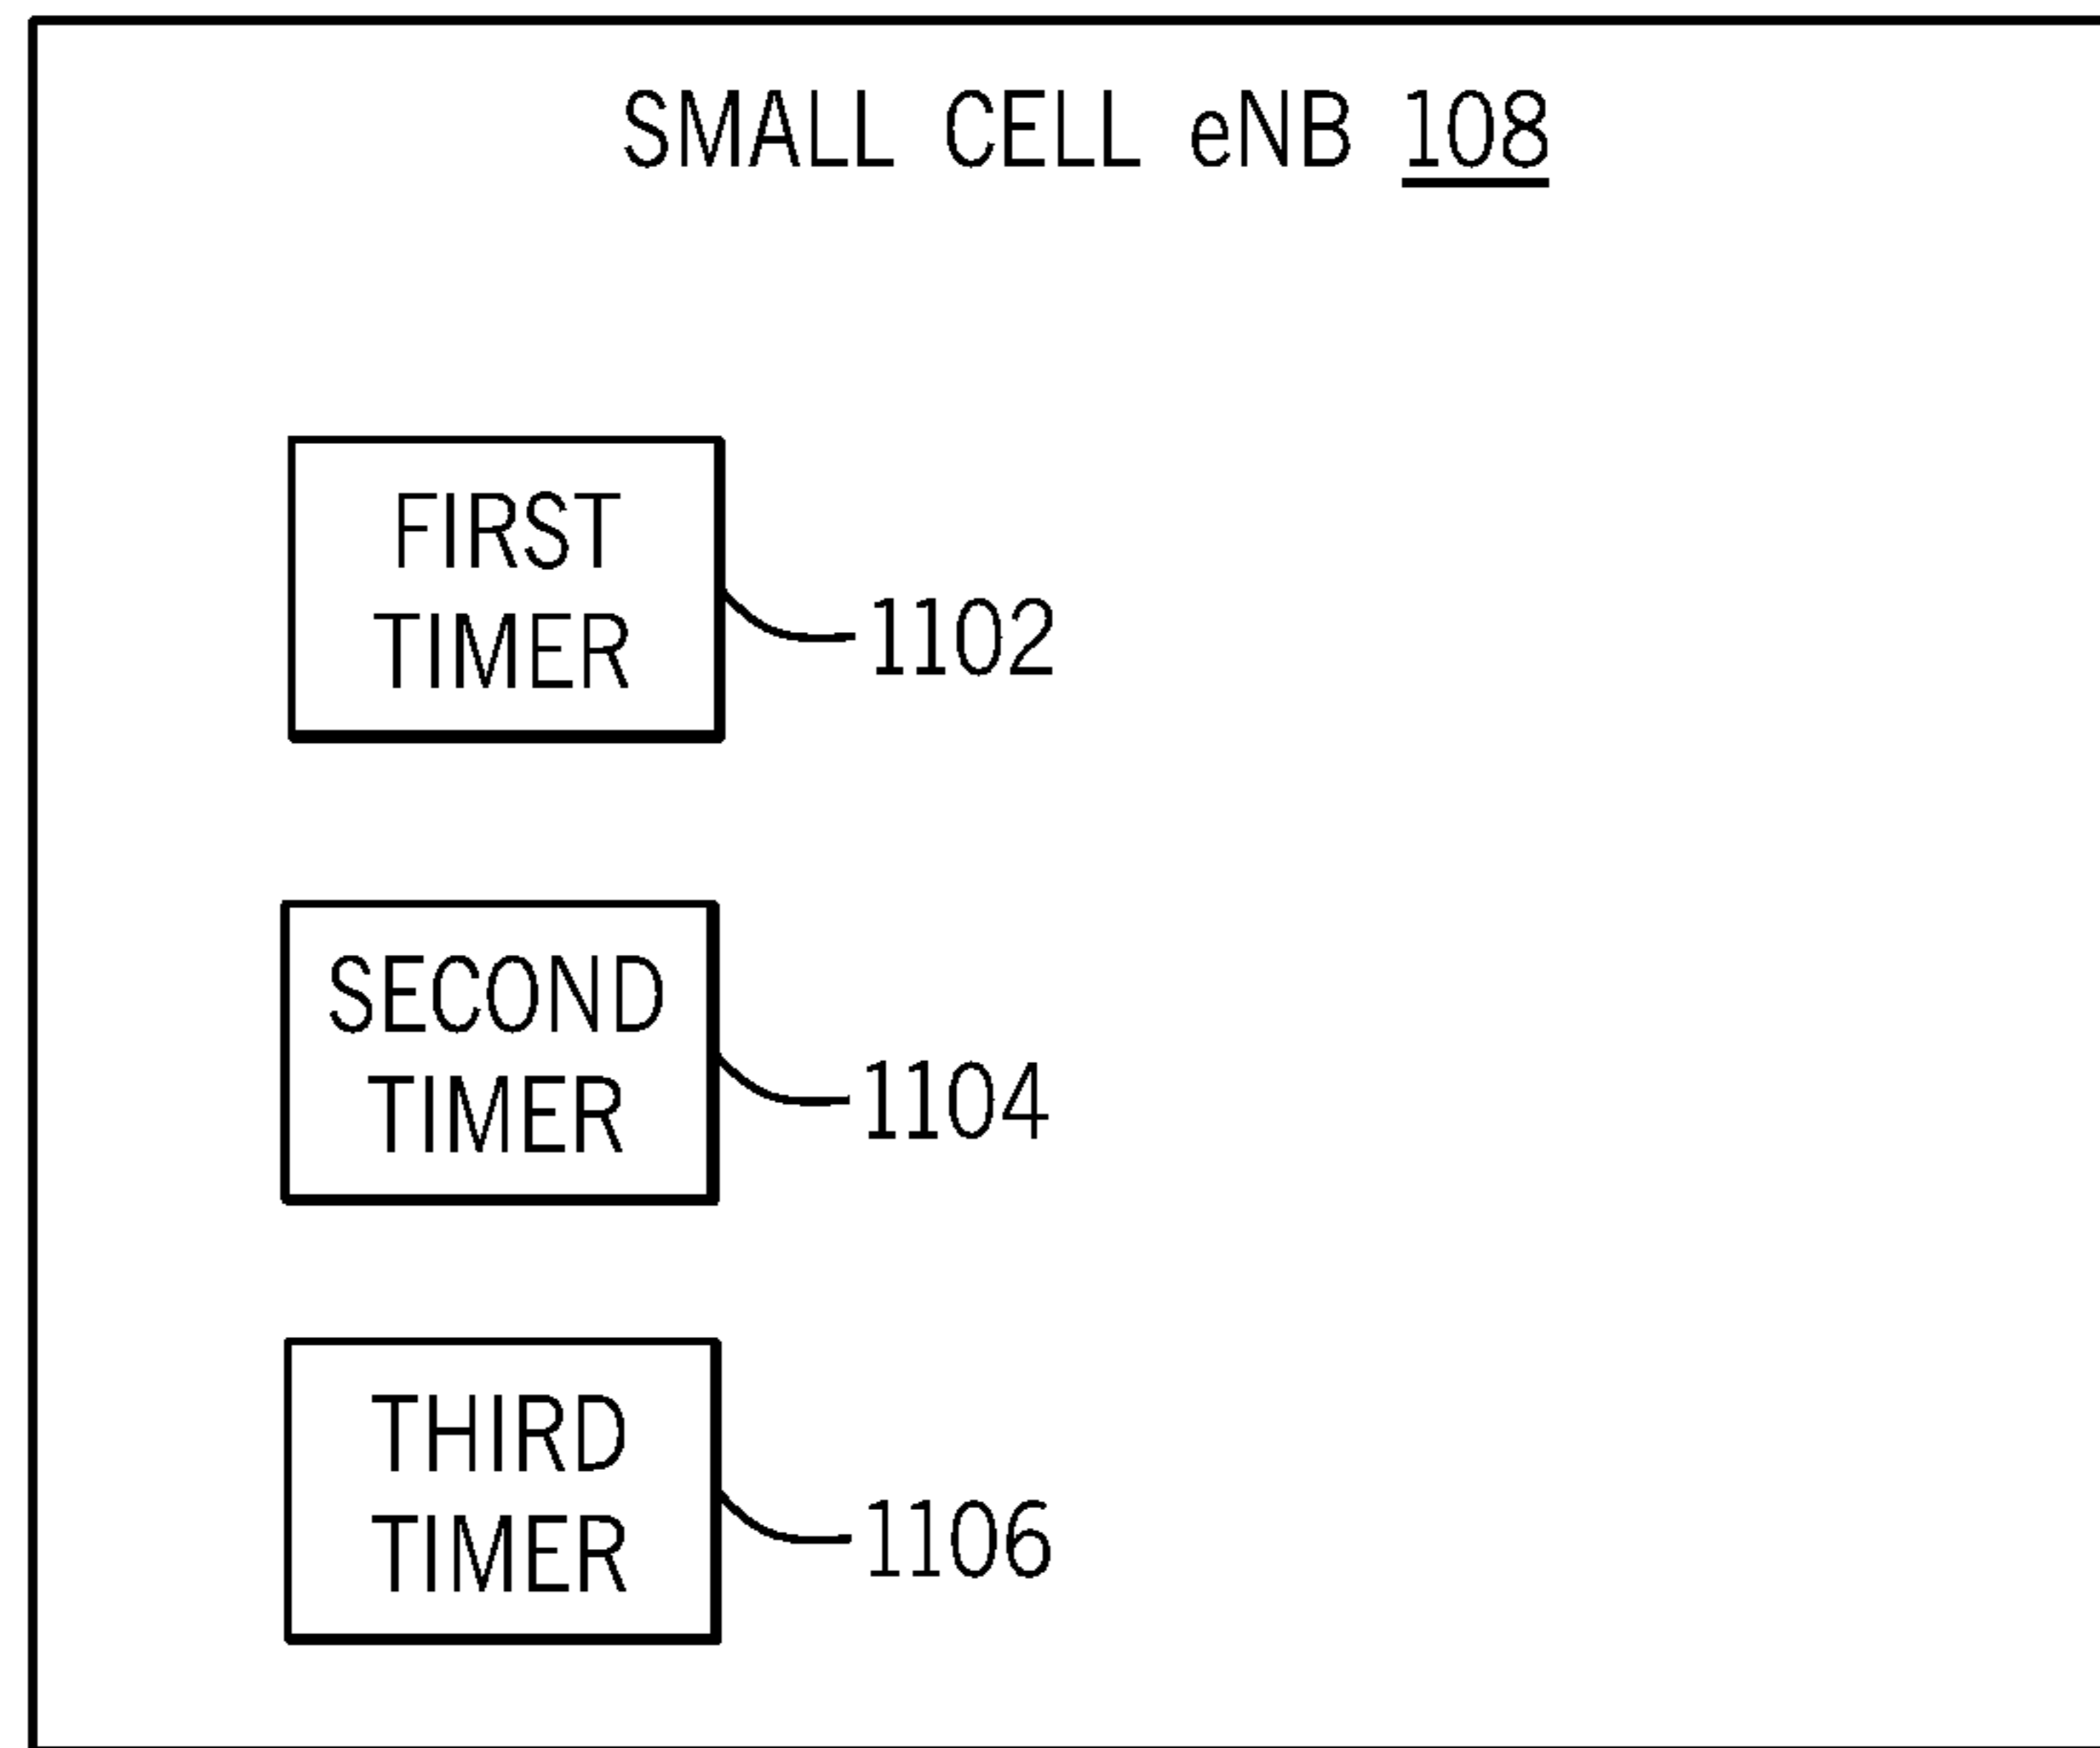 SMALL CELL eNB 108
FIRST
TIMER
1102
SECOND
TIMER
1104
THIRD
TIMER
1106